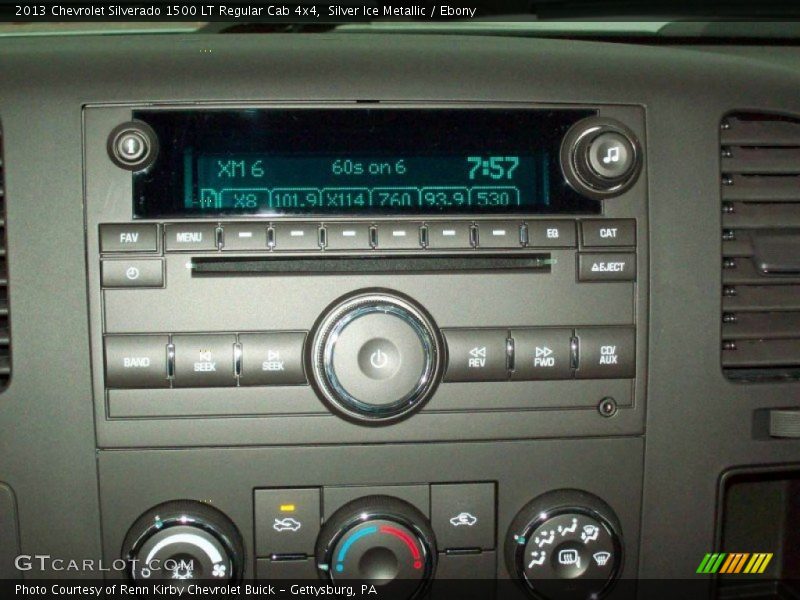 2013 Chevrolet Silverado 1500 LT Regular Cab 4x4, Silver Ice Metallic / Ebony
XM 6 60s on 6 7:57
X8 101.9 X114 760 93.9 530
FAV MENU EQ CAT
EJECT
BAND SEEK SEEK REV FWD CD/AUX
GTCARLOT.COM
Photo Courtesy of Renn Kirby Chevrolet Buick - Gettysburg, PA